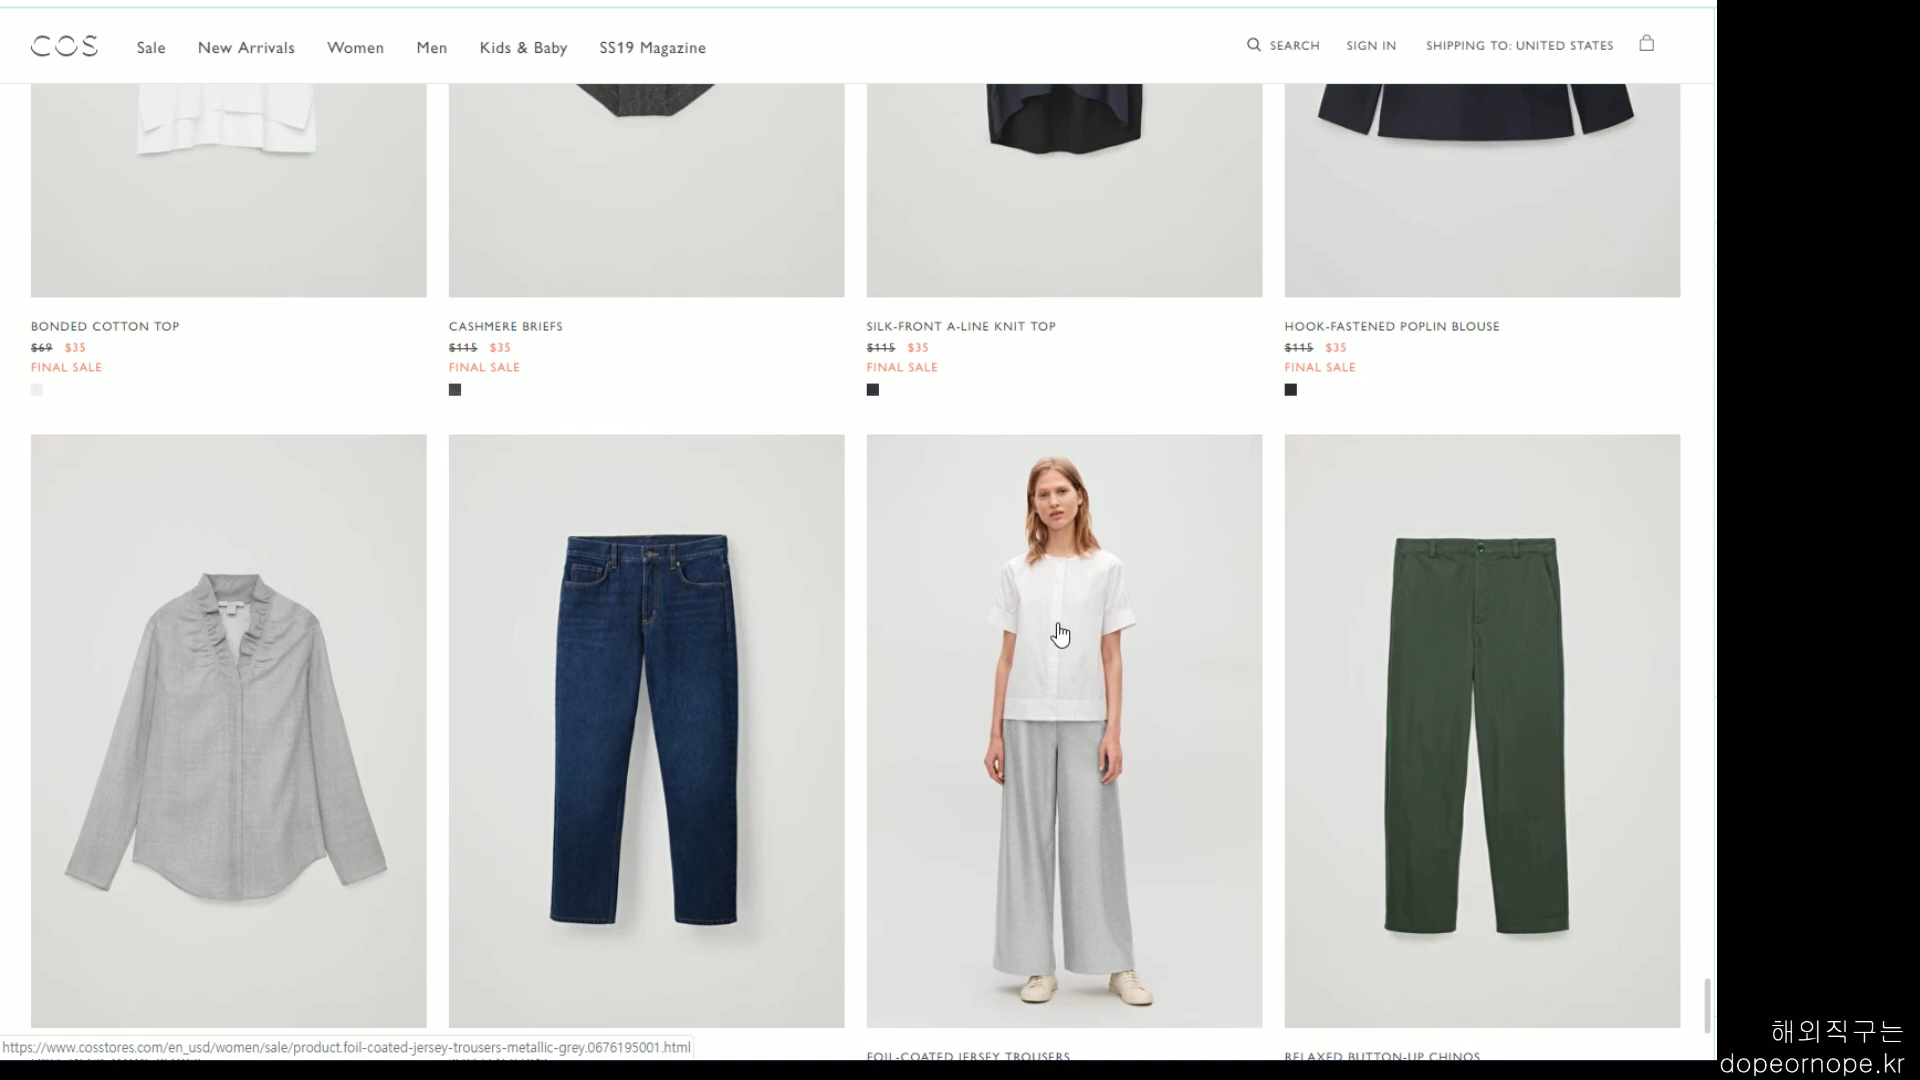 COS Sale New Arrivals Women Men Kids & Baby SS19 Magazine SEARCH SIGN IN SHIPPING TO: UNITED STATES
BONDED COTTON TOP
$69 $35
FINAL SALE
CASHMERE BRIEFS
$115 $35
FINAL SALE
SILK-FRONT A-LINE KNIT TOP
$115 $35
FINAL SALE
HOOK-FASTENED POPLIN BLOUSE
$115 $35
FINAL SALE
https://www.cosstores.com/en_usd/women/sale/product.foil-coated-jersey-trousers-metallic-grey.0676195001.html
FOIL-COATED JERSEY TROUSERS
RELAXED BUTTON-UP CHINOS
해외직구는
dopeornope.kr